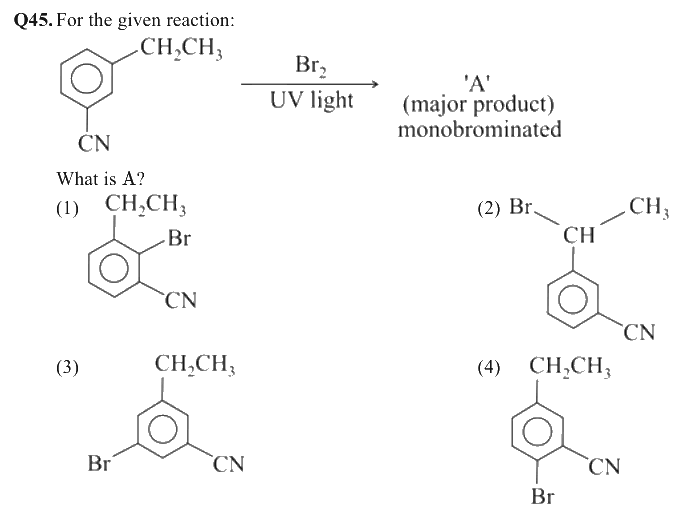 Q45. For the given reaction:
CH₂CH₃
CN
Br₂
UV light
'A'
(major product)
monobrominated
What is A?
(1) CH₂CH₃
Br
CN
(2) Br CH₃
CH
CN
(3) CH₂CH₃
Br CN
(4) CH₂CH₃
CN
Br